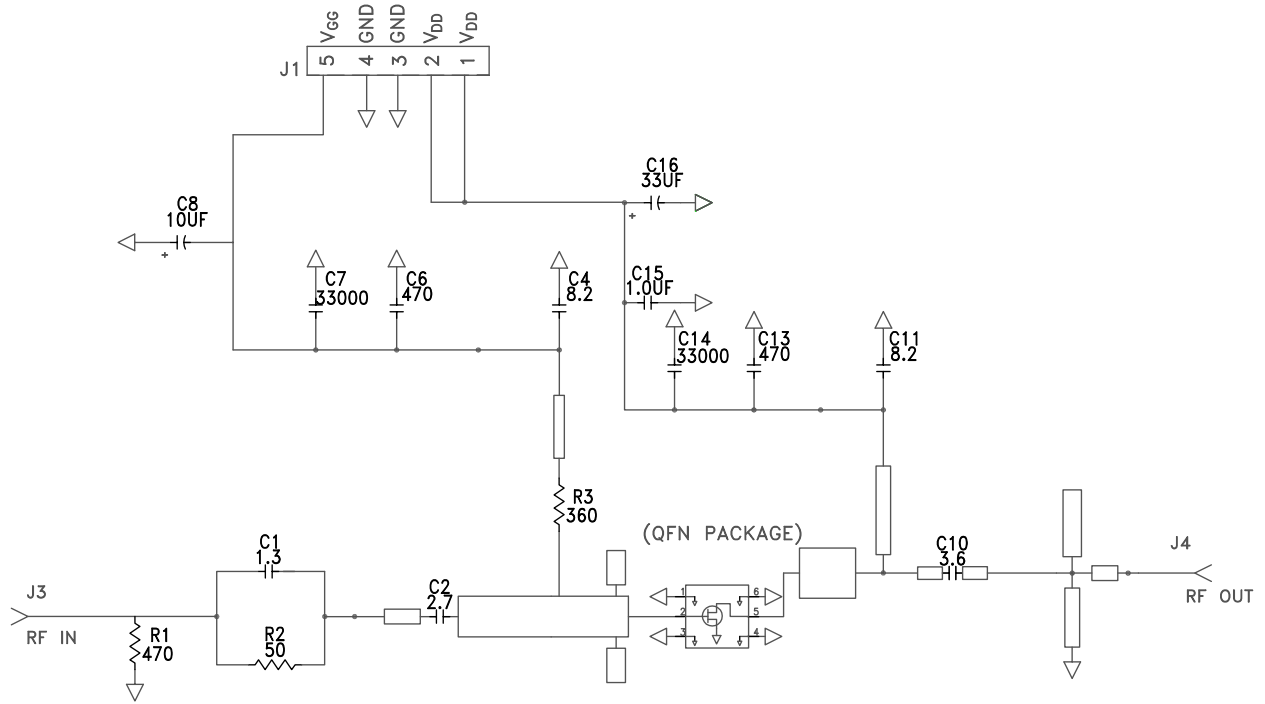 VGG GND GND VDD VDD
J1 5 4 3 2 1
C16
33UF
+
C8
10UF
+
C15
1.0UF
C7
33000
C6
470
C4
8.2
C14
33000
C13
470
C11
8.2
R3
360
(QFN PACKAGE)
C1
1.3
R2
50
C2
2.7
C10
3.6
J3
RF IN
R1
470
1
2
3
6
5
4
J4
RF OUT